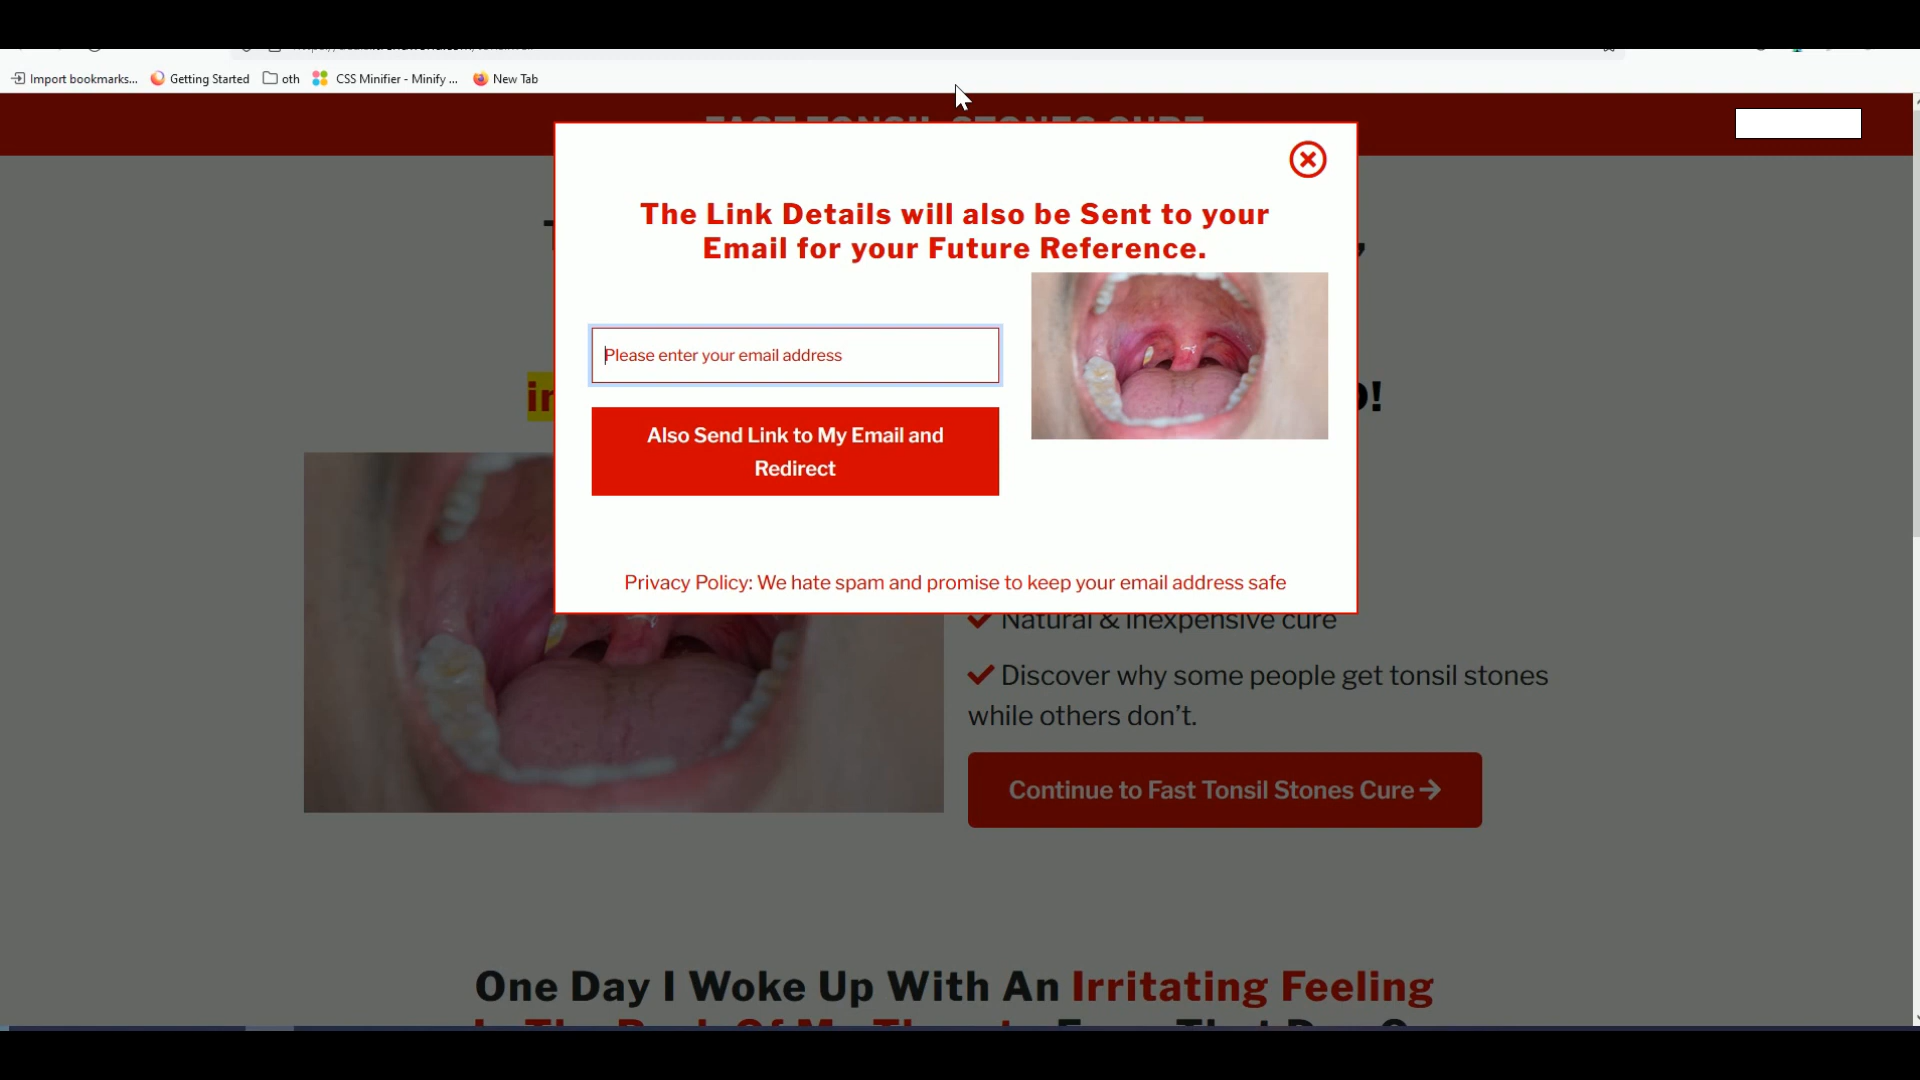 Import bookmarks... Getting Started oth CSS Minifier - Minify ... New Tab
FAST TONSIL STONES CURE
The Link Details will also be Sent to your
Email for your Future Reference.
Please enter your email address
Also Send Link to My Email and
Redirect
Privacy Policy: We hate spam and promise to keep your email address safe
Natural & inexpensive cure
Discover why some people get tonsil stones
while others don't.
Continue to Fast Tonsil Stones Cure
One Day I Woke Up With An Irritating Feeling